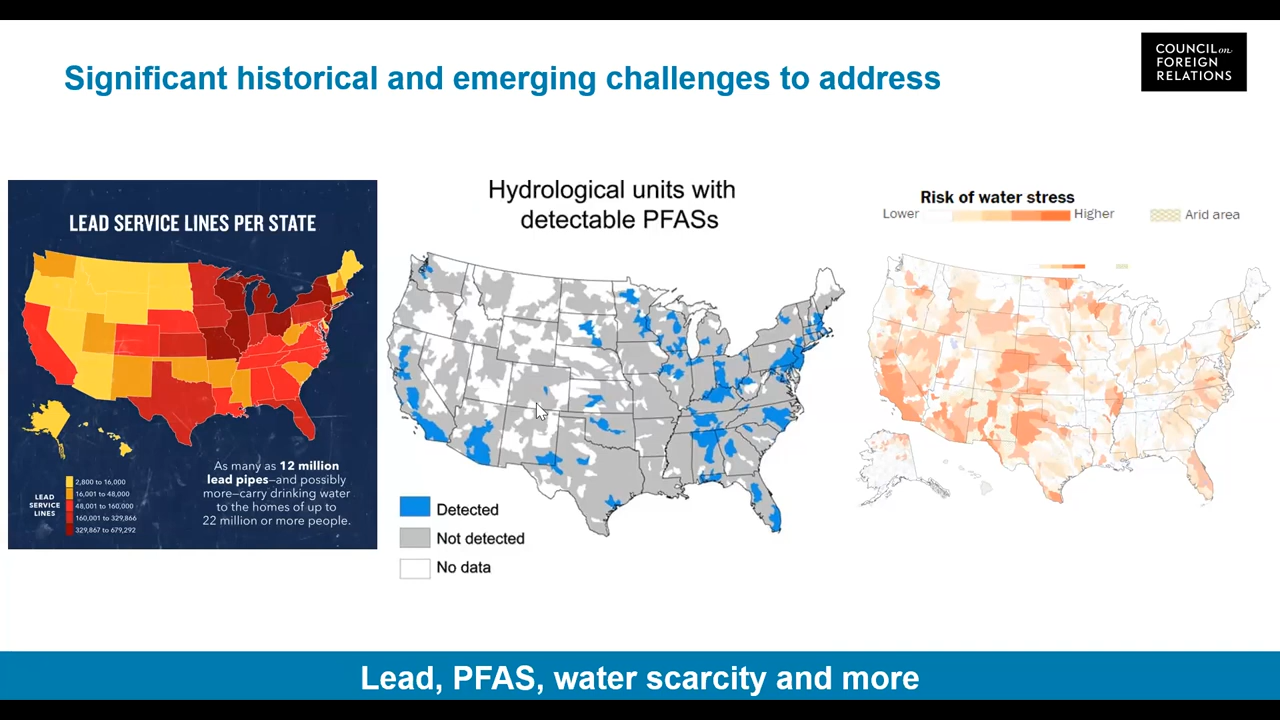 Significant historical and emerging challenges to address
COUNCIL on
FOREIGN
RELATIONS
LEAD SERVICE LINES PER STATE
LEAD
SERVICE
LINES
2,800 to 16,000
16,001 to 48,000
48,001 to 160,000
160,001 to 329,866
329,867 to 679,292
As many as 12 million
lead pipes—and possibly
more—carry drinking water
to the homes of up to
22 million or more people.
Hydrological units with
detectable PFASs
Detected
Not detected
No data
Risk of water stress
Lower
Higher
Arid area
Lead, PFAS, water scarcity and more